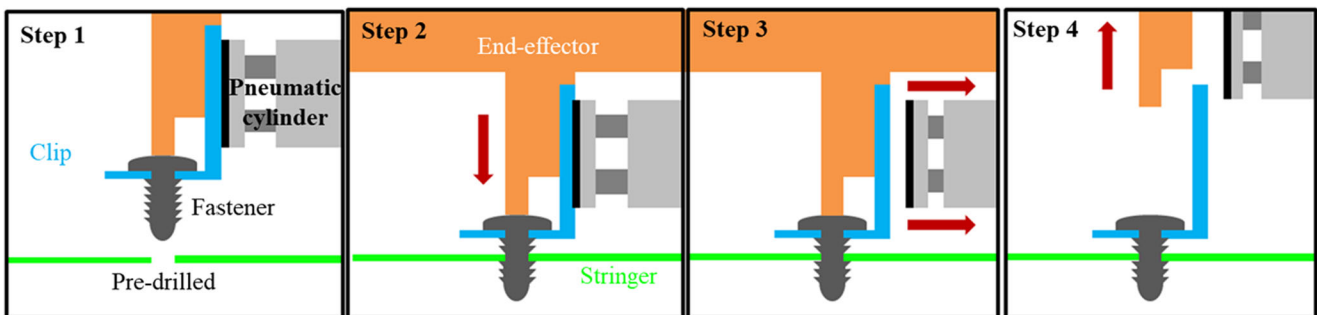 Step 1
Pneumatic
cylinder
Clip
Fastener
Pre-drilled
Step 2
End-effector
Stringer
Step 3
Step 4